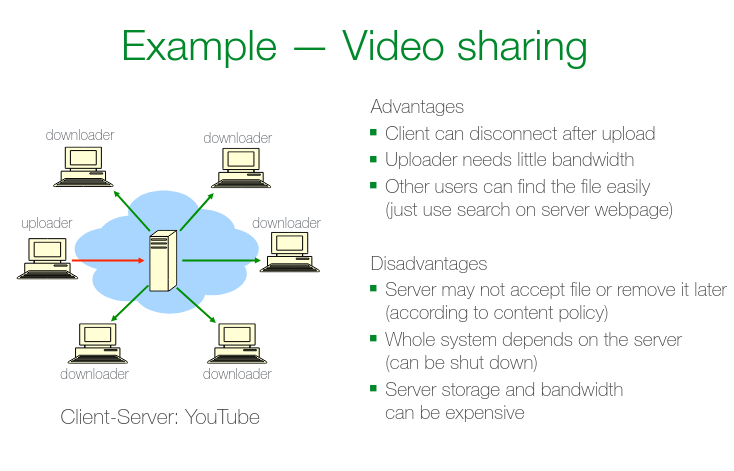 Example — Video sharing
downloader
downloader
uploader
downloader
downloader
downloader
Client-Server: YouTube
Advantages
Client can disconnect after upload
Uploader needs little bandwidth
Other users can find the file easily
(just use search on server webpage)
Disadvantages
Server may not accept file or remove it later
(according to content policy)
Whole system depends on the server
(can be shut down)
Server storage and bandwidth
can be expensive